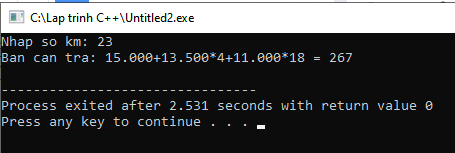 C:\Lap trinh C++\Untitled2.exe
Nhap so km: 23
Ban can tra: 15.000+13.500*4+11.000*18 = 267
--------------------------------
Process exited after 2.531 seconds with return value 0
Press any key to continue . . .